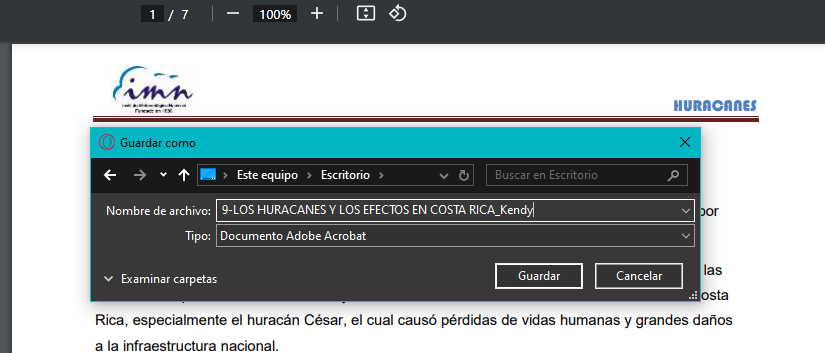 1 / 7 — 100% +
imn
Instituto Meteorológico Nacional
Fundado en 1888
HURACANES
Guardar como
Este equipo > Escritorio >
Buscar en Escritorio
por
Nombre de archivo: 9-LOS HURACANES Y LOS EFECTOS EN COSTA RICA_Kendy
Tipo: Documento Adobe Acrobat
las
Examinar carpetas
Guardar
Cancelar
osta
Rica, especialmente el huracán César, el cual causó pérdidas de vidas humanas y grandes daños
a la infraestructura nacional.